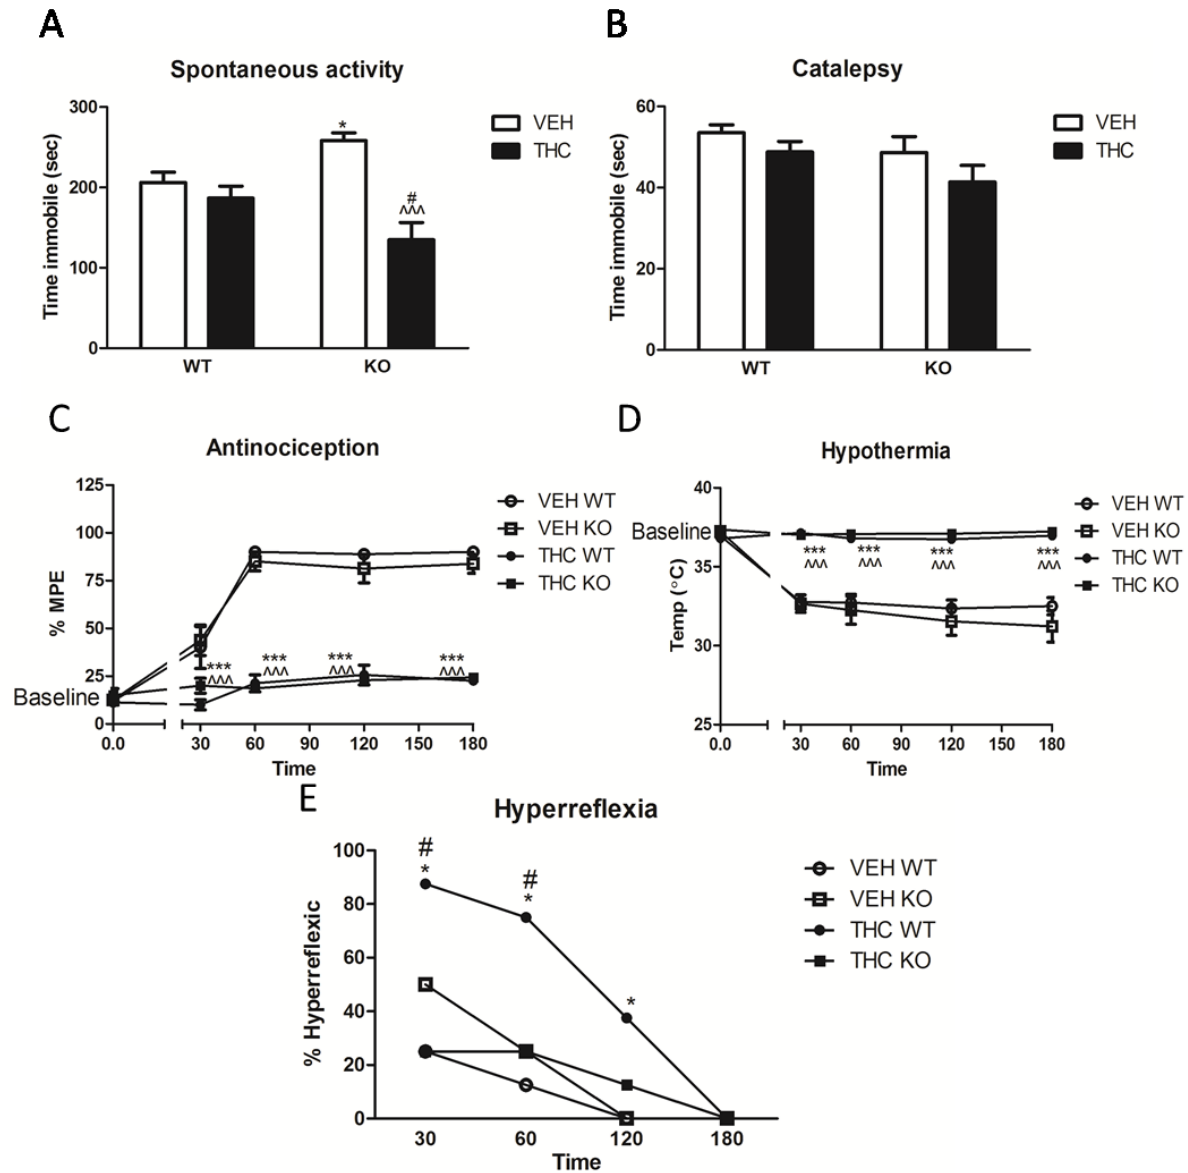 A
Spontaneous activity
Time immobile (sec)
300
200
100
0
*
#
^^^
WT
KO
VEH
THC
B
Catalepsy
Time immobile (sec)
60
40
20
0
WT
KO
VEH
THC
C
Antinociception
% MPE
125
100
75
50
25
0
Baseline
*** *** *** ***
^^^ ^^^ ^^^ ^^^
0.0 30 60 90 120 150 180
Time
VEH WT
VEH KO
THC WT
THC KO
D
Hypothermia
Temp (°C)
40
35
30
25
Baseline
*** *** *** ***
^^^ ^^^ ^^^ ^^^
0.0 30 60 90 120 150 180
Time
VEH WT
VEH KO
THC WT
THC KO
E
Hyperreflexia
% Hyperreflexic
100
80
60
40
20
0
# #
* * *
30 60 120 180
Time
VEH WT
VEH KO
THC WT
THC KO